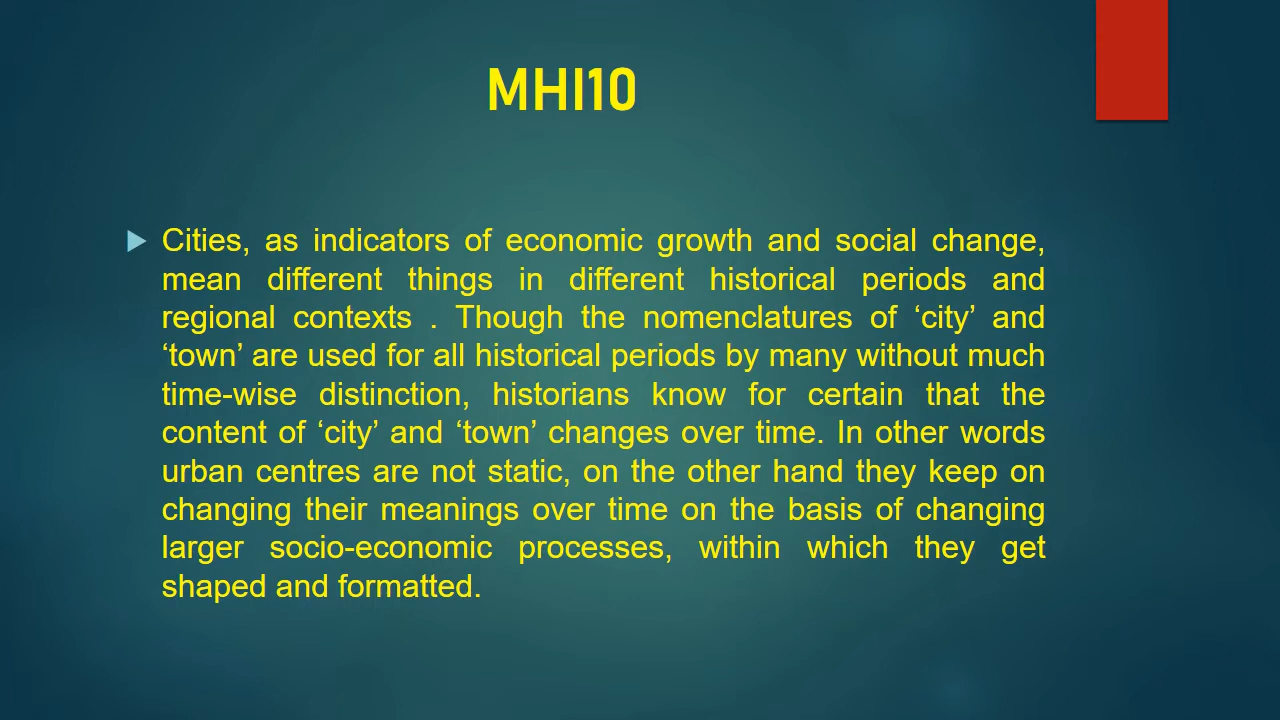 MHI10
Cities, as indicators of economic growth and social change,
mean different things in different historical periods and
regional contexts . Though the nomenclatures of ‘city’ and
‘town’ are used for all historical periods by many without much
time-wise distinction, historians know for certain that the
content of ‘city’ and ‘town’ changes over time. In other words
urban centres are not static, on the other hand they keep on
changing their meanings over time on the basis of changing
larger socio-economic processes, within which they get
shaped and formatted.